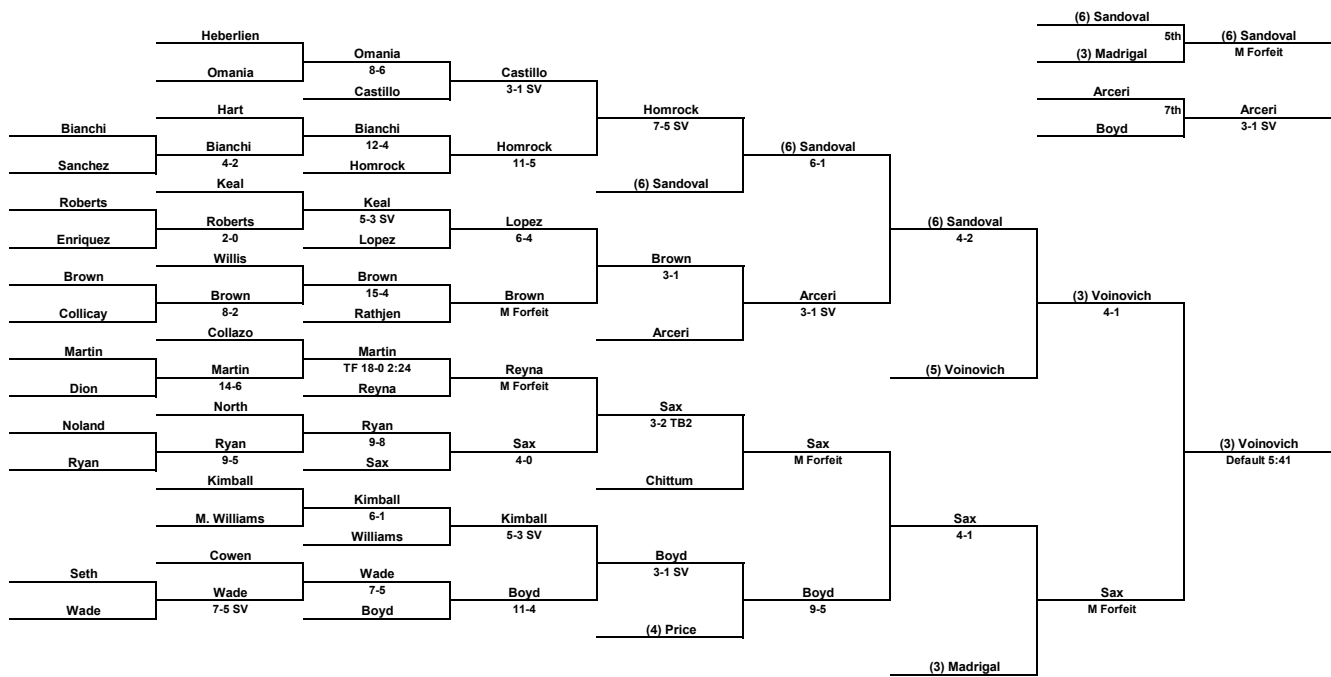 (6) Sandoval
5th
(6) Sandoval
M Forfeit
(3) Madrigal
Arceri
7th
Arceri
3-1 SV
Boyd
Heberlien
Omania
Omania
8-6
Castillo
Castillo
3-1 SV
Hart
Bianchi
Sanchez
Bianchi
4-2
Bianchi
12-4
Homrock
Homrock
11-5
Homrock
7-5 SV
(6) Sandoval
(6) Sandoval
6-1
Keal
Roberts
Enriquez
Roberts
2-0
Keal
5-3 SV
Lopez
Lopez
6-4
Willis
Brown
Collicay
Brown
8-2
Brown
15-4
Rathjen
Brown
M Forfeit
Brown
3-1
Arceri
Arceri
3-1 SV
(6) Sandoval
4-2
(5) Voinovich
(3) Voinovich
4-1
Collazo
Martin
Dion
Martin
14-6
Martin
TF 18-0 2:24
Reyna
Reyna
M Forfeit
North
Noland
Ryan
Ryan
9-5
Ryan
9-8
Sax
Sax
4-0
Sax
3-2 TB2
Chittum
Sax
M Forfeit
Kimball
M. Williams
Kimball
6-1
Williams
Kimball
5-3 SV
Cowen
Seth
Wade
Wade
7-5 SV
Wade
7-5
Boyd
Boyd
11-4
Boyd
3-1 SV
(4) Price
Boyd
9-5
Sax
4-1
(3) Madrigal
Sax
M Forfeit
(3) Voinovich
Default 5:41